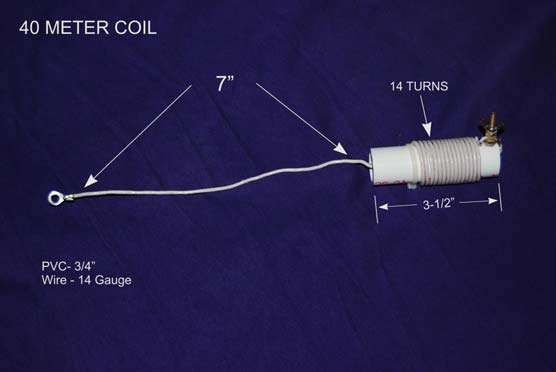 40 METER COIL
7”
14 TURNS
3-1/2”
PVC- 3/4”
Wire - 14 Gauge